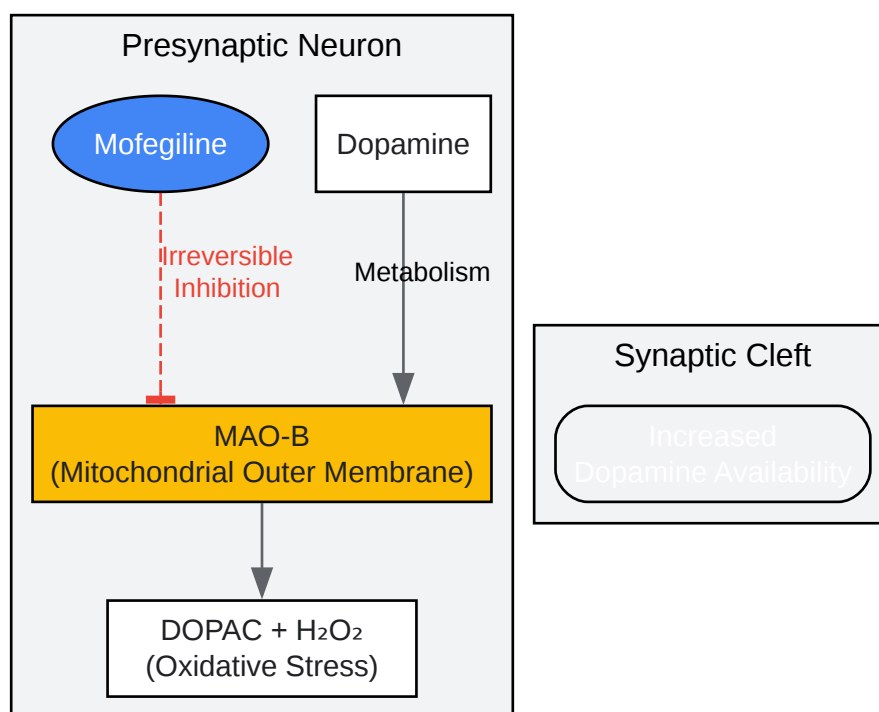 Presynaptic Neuron
Mofegiline
Dopamine
Irreversible
Inhibition
Metabolism
MAO-B
(Mitochondrial Outer Membrane)
DOPAC + H₂O₂
(Oxidative Stress)
Synaptic Cleft
Increased
Dopamine Availability